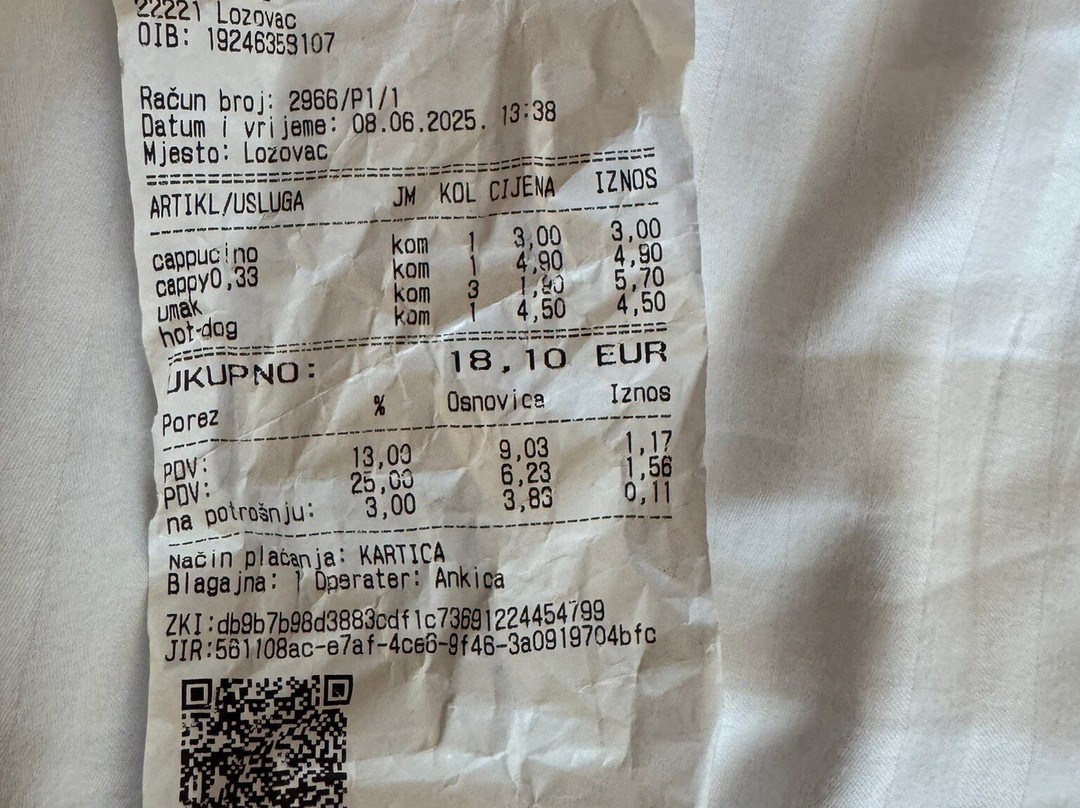 22221 Lozovac
OIB: 19246359107
Račun broj: 2966/P1/1
Datum i vrijeme: 08.06.2025. 13:38
Mjesto: Lozovac
ARTIKL/USLUGA JM KOL CIJENA IZNOS
cappucino kom 1 3,00 3,00
cappy0,33 kom 1 4,90 4,90
umak kom 3 1,90 5,70
hot-dog kom 1 4,50 4,50
UKUPNO: 18,10 EUR
Porez % Osnovica Iznos
PDV: 13,00 9,03 1,17
PDV: 25,00 6,23 1,56
na potrošnju: 3,00 3,83 0,11
Način plaćanja: KARTICA
Blagajna: 1 Operater: Ankica
ZKI:db9b7b98d3883cdf1c73691224454799
JIR:561108ac-e7af-4ce6-9f46-3a0919704bfc